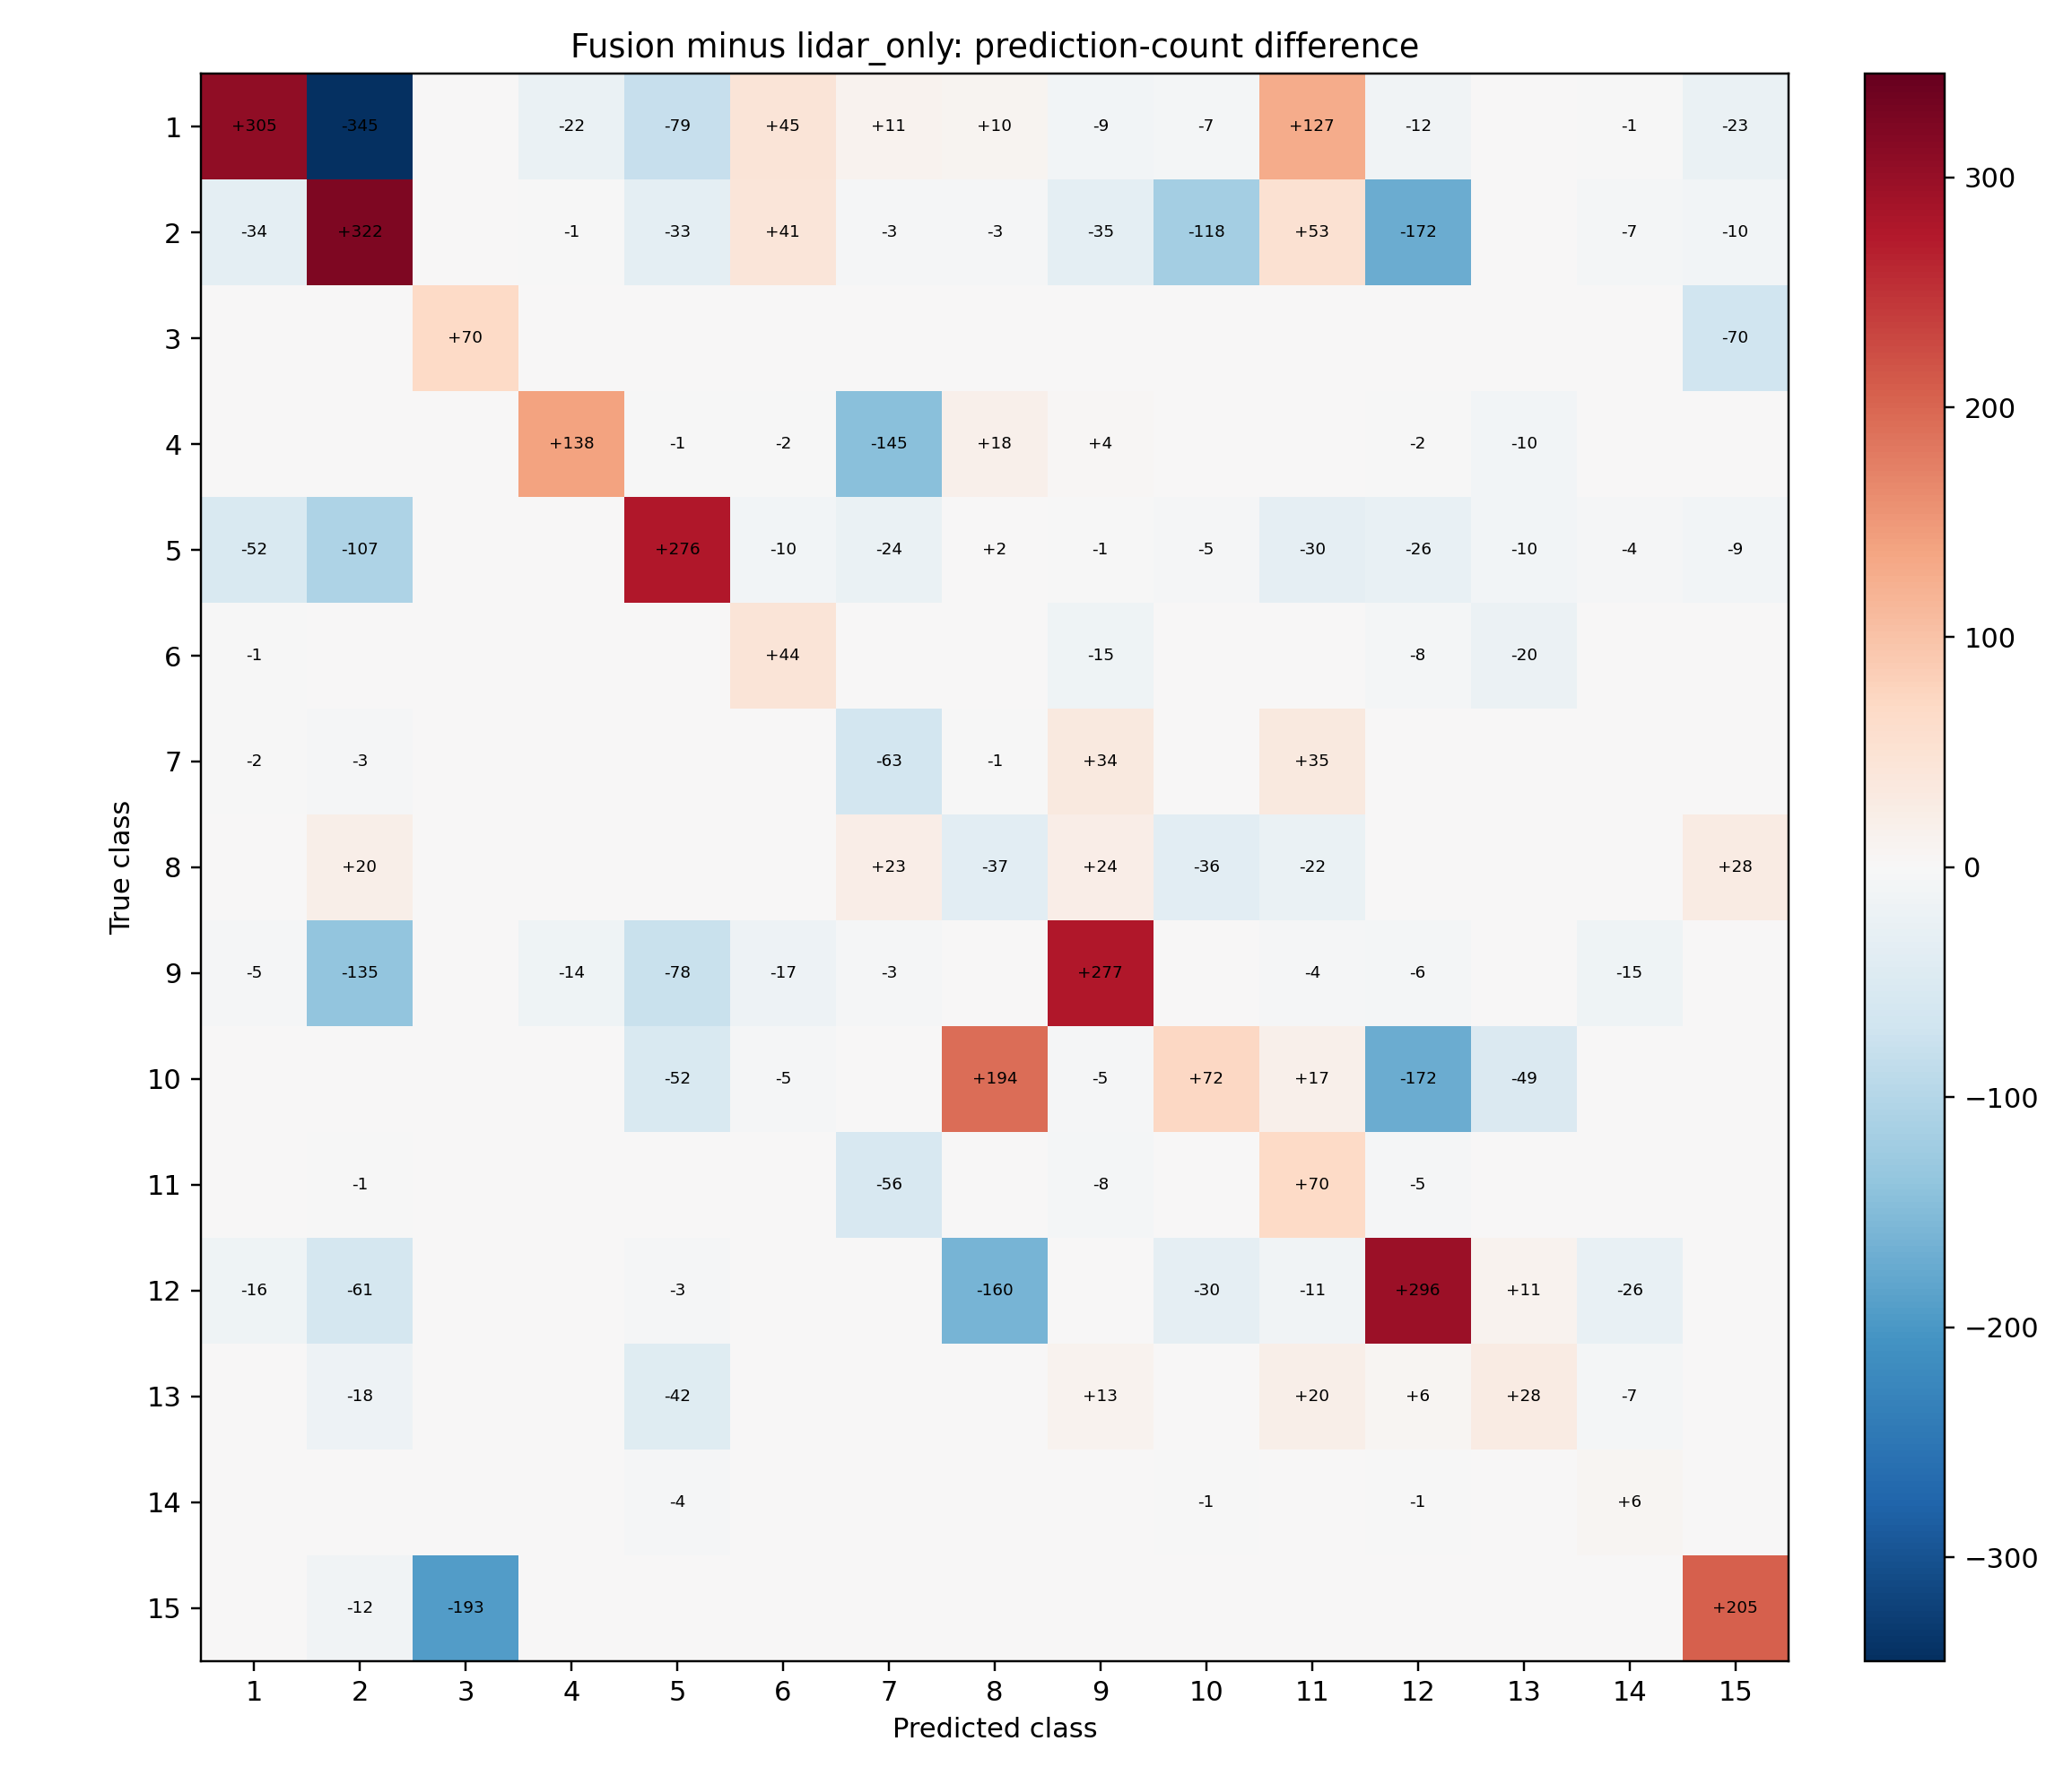 Fusion minus lidar_only: prediction-count difference
1 +305 -345 -22 -79 +45 +11 +10 -9 -7 +127 -12 -1 -23
2 -34 +322 -1 -33 +41 -3 -3 -35 -118 +53 -172 -7 -10
3 +70 -70
4 +138 -1 -2 -145 +18 +4 -2 -10
5 -52 -107 +276 -10 -24 +2 -1 -5 -30 -26 -10 -4 -9
6 -1 +44 -15 -8 -20
7 -2 -3 -63 -1 +34 +35
8 +20 +23 -37 +24 -36 -22 +28
9 -5 -135 -14 -78 -17 -3 +277 -4 -6 -15
10 -52 -5 +194 -5 +72 +17 -172 -49
11 -1 -56 -8 +70 -5
12 -16 -61 -3 -160 -30 -11 +296 +11 -26
13 -18 -42 +13 +20 +6 +28 -7
14 -4 -1 -1 +6
15 -12 -193 +205
1 2 3 4 5 6 7 8 9 10 11 12 13 14 15
Predicted class
True class
300
200
100
0
−100
−200
−300